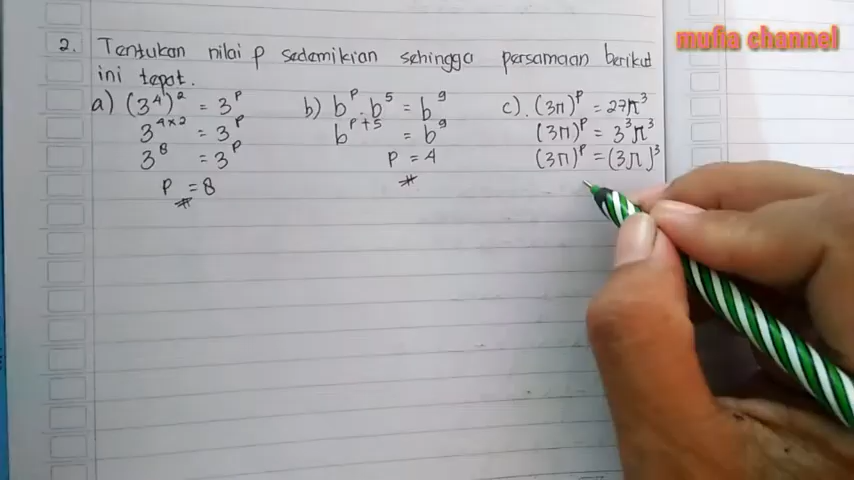 mufia channel
2. Tentukan nilai p sedemikian sehingga persamaan berikut
ini tepat.
a) (3⁴)² = 3ᵖ
3⁴ˣ² = 3ᵖ
3⁸ = 3ᵖ
p = 8
b) bᵖ . b⁵ = b⁹
bᵖ⁺⁵ = b⁹
p = 4
c). (3π)ᵖ = 27π³
(3π)ᵖ = 3³π³
(3π)ᵖ = (3π)³